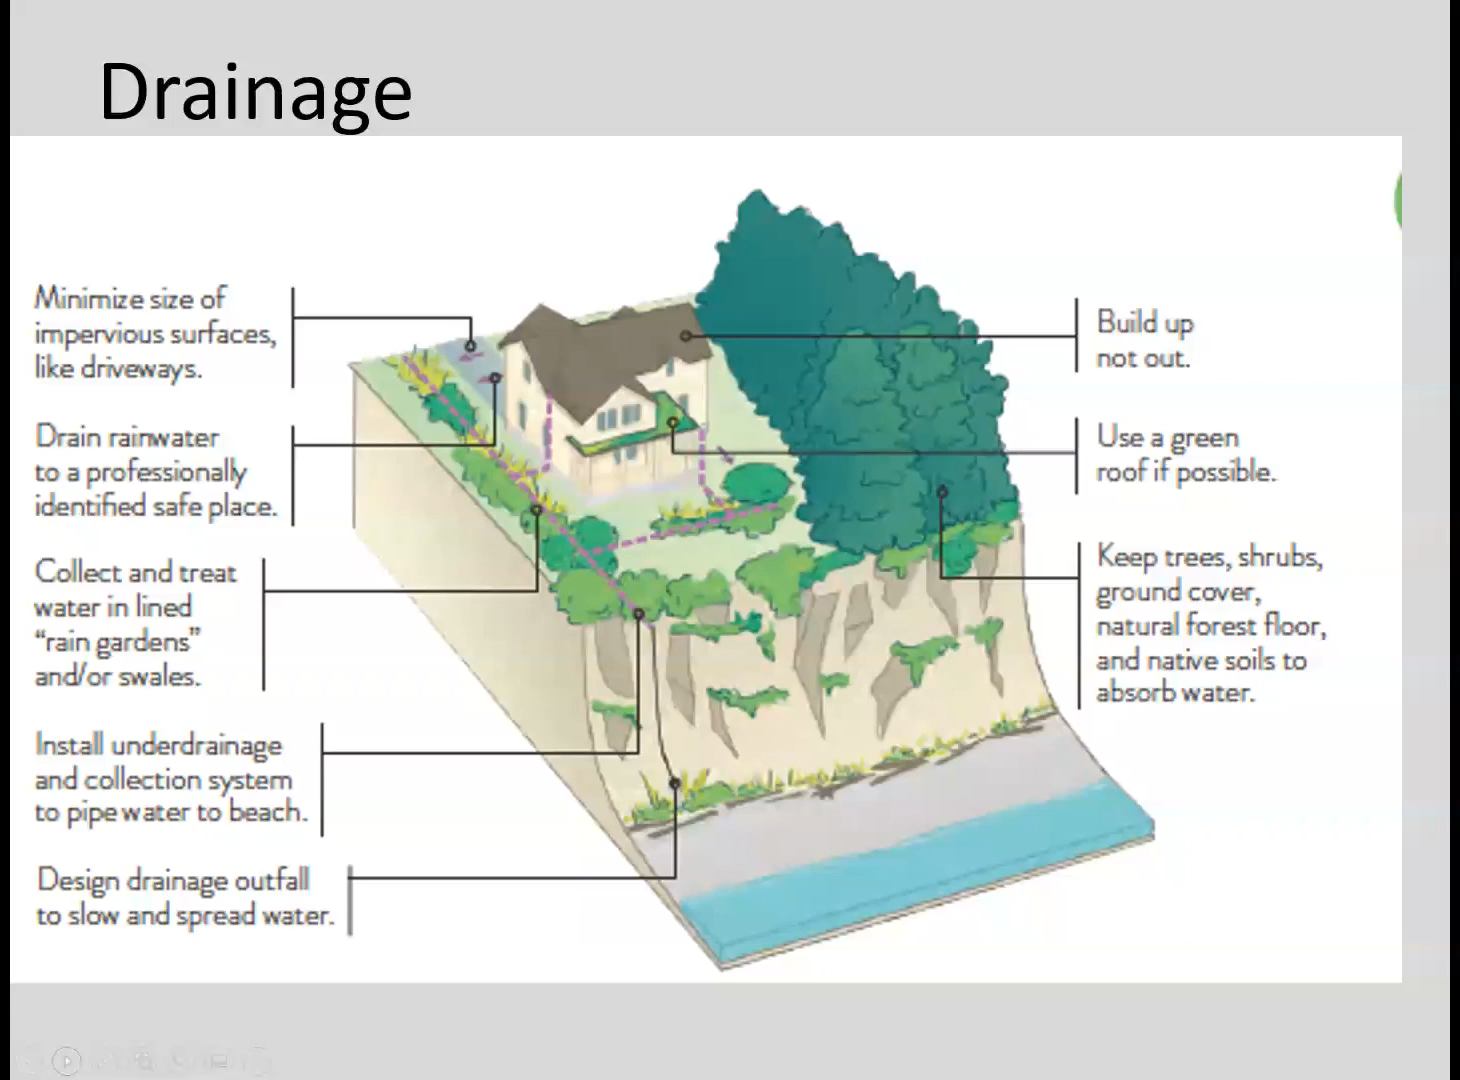 Drainage
Minimize size of
impervious surfaces,
like driveways.
Drain rainwater
to a professionally
identified safe place.
Collect and treat
water in lined
“rain gardens”
and/or swales.
Install underdrainage
and collection system
to pipe water to beach.
Design drainage outfall
to slow and spread water.
Build up
not out.
Use a green
roof if possible.
Keep trees, shrubs,
ground cover,
natural forest floor,
and native soils to
absorb water.